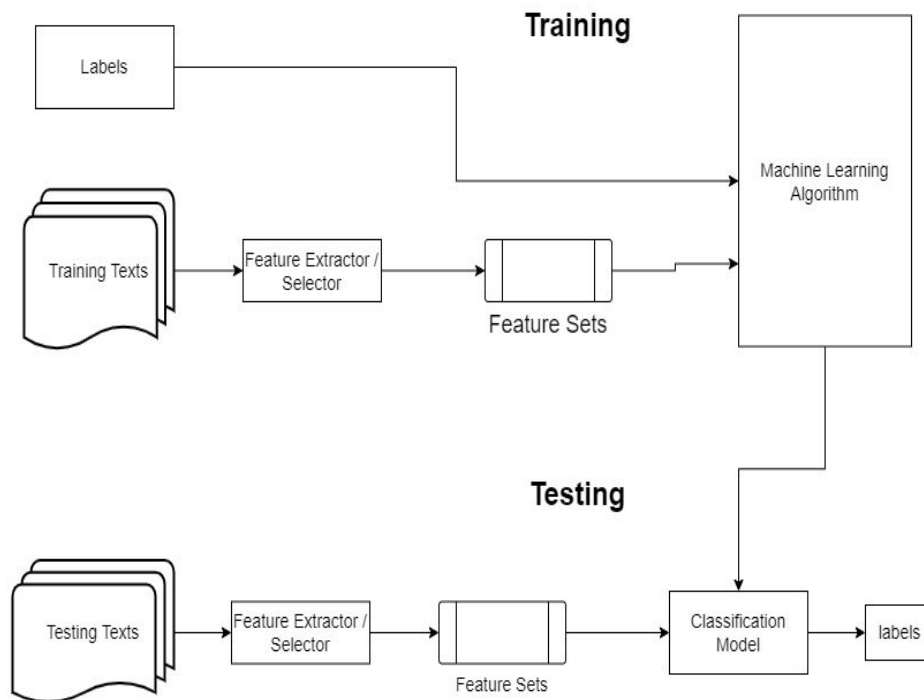 Training
Labels
Machine Learning
Algorithm
Training Texts
Feature Extractor /
Selector
Feature Sets
Testing
Testing Texts
Feature Extractor /
Selector
Feature Sets
Classification
Model
labels